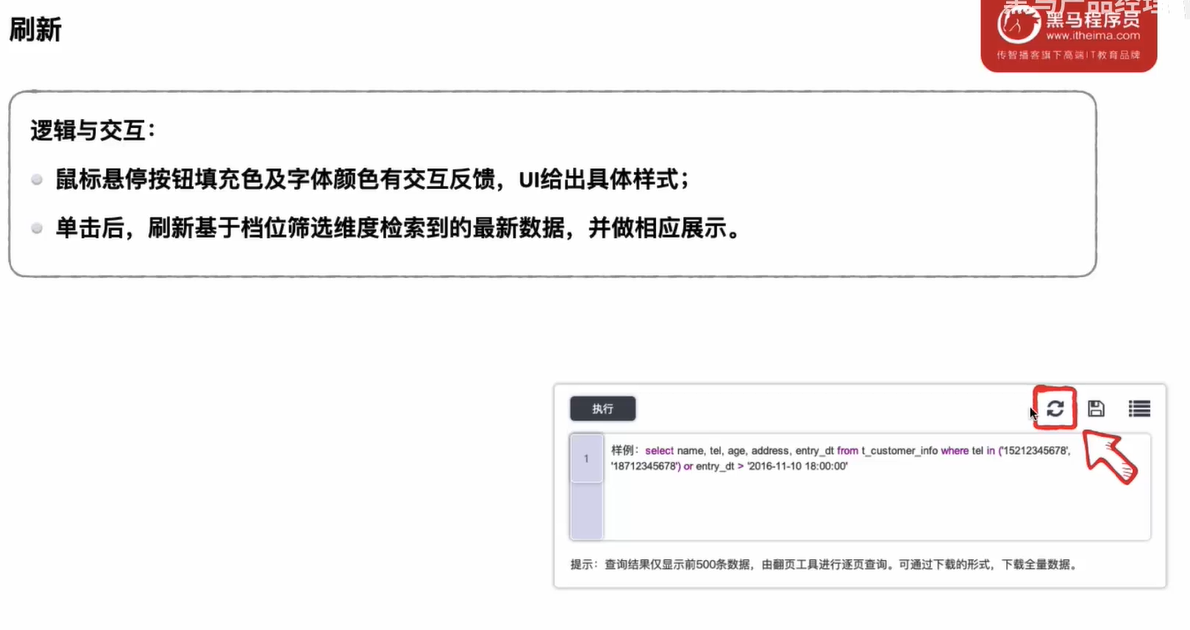 刷新
黑马产品经理
黑马程序员
www.itheima.com
传智播客旗下高端IT教育品牌
逻辑与交互：
鼠标悬停按钮填充色及字体颜色有交互反馈，UI给出具体样式；
单击后，刷新基于档位筛选维度检索到的最新数据，并做相应展示。
执行
1
样例：select name, tel, age, address, entry_dt from t_customer_info where tel in ('15212345678',
'18712345678') or entry_dt > '2016-11-10 18:00:00'
提示：查询结果仅显示前500条数据，由翻页工具进行逐页查询。可通过下载的形式，下载全量数据。